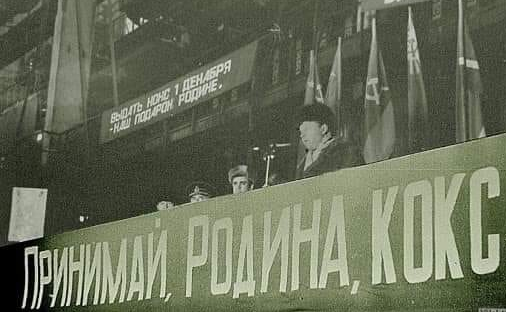 ВЫДАТЬ КОКС 1 ДЕКАБРЯ
-НАШ ПОДАРОК РОДИНЕ.
ПРИНИМАЙ, РОДИНА, КОКС